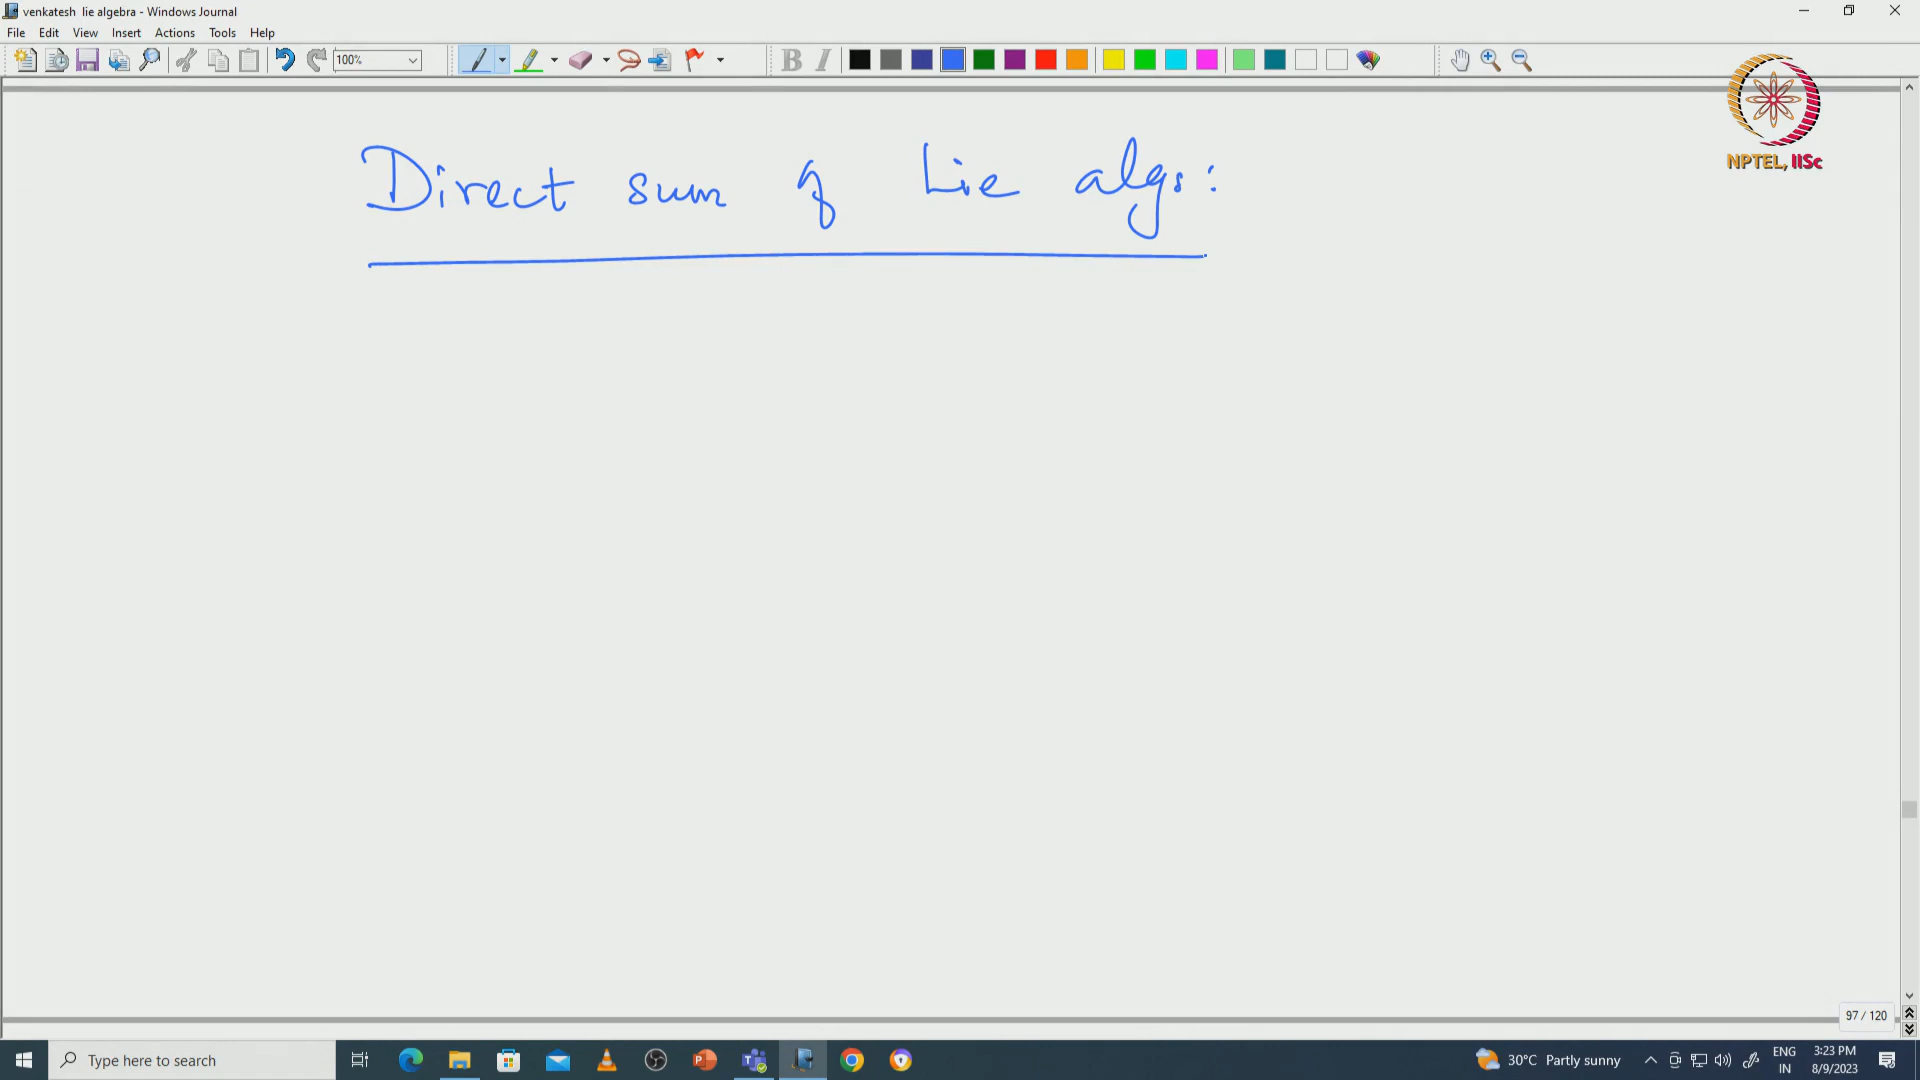 venkatesh lie algebra - Windows Journal
File Edit View Insert Actions Tools Help
100%
B I
NPTEL, IISc
Direct sum of Lie algs:
97 / 120
Type here to search
30°C Partly sunny
ENG
IN
3:23 PM
8/9/2023